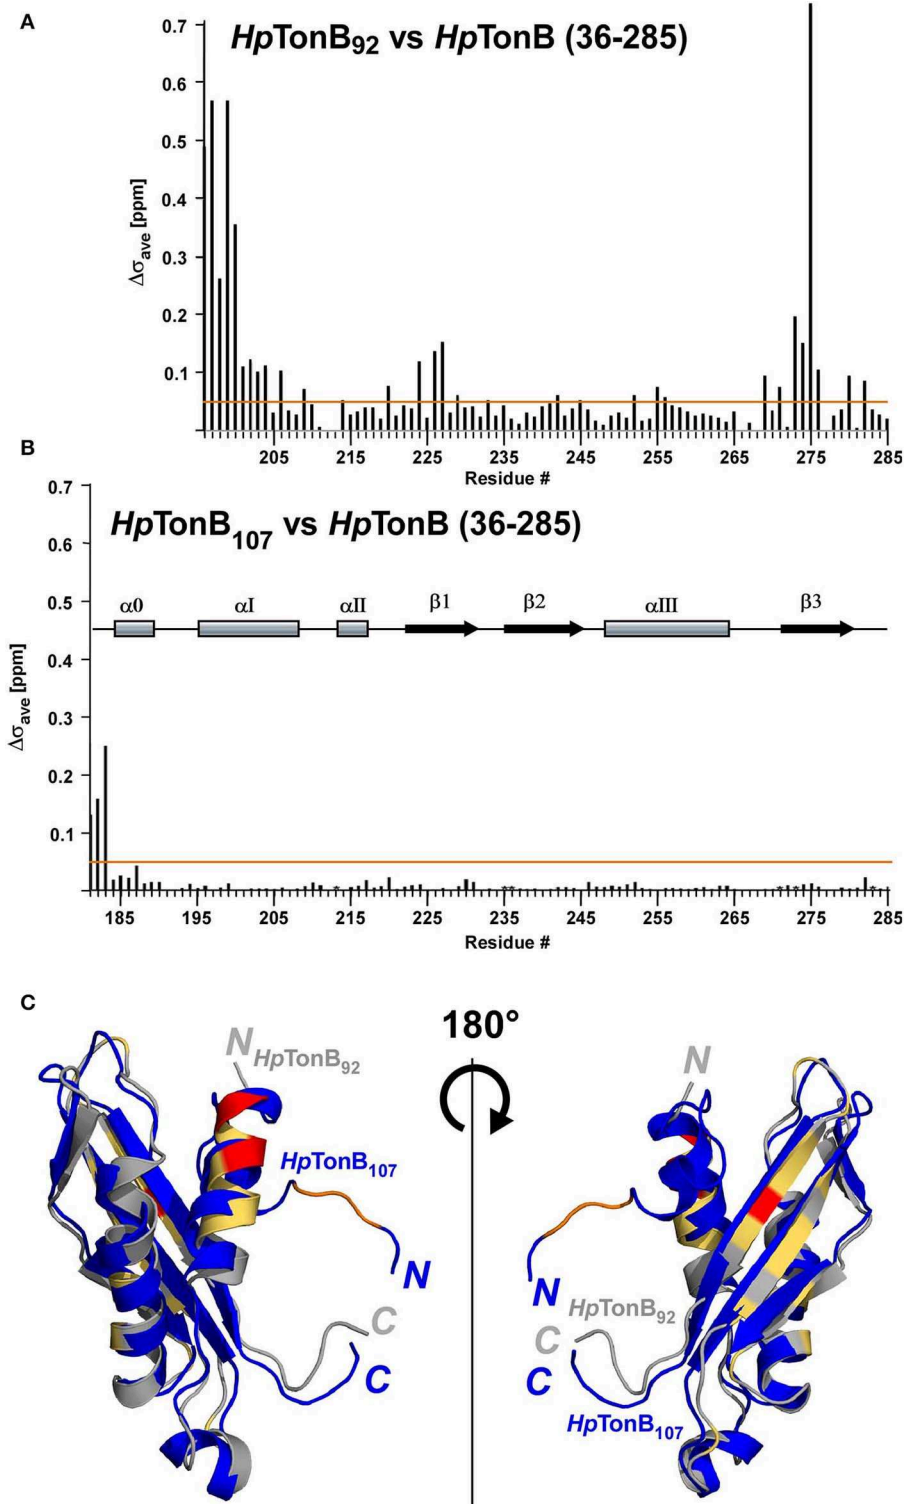 A
HpTonB92 vs HpTonB (36-285)
0.7
0.6
0.5
0.4
0.3
0.2
0.1
Δσave [ppm]
205 215 225 235 245 255 265 275 285
Residue #
B
HpTonB107 vs HpTonB (36-285)
0.7
0.6
0.5
0.4
0.3
0.2
0.1
Δσave [ppm]
α0 αI αII β1 β2 αIII β3
185 195 205 215 225 235 245 255 265 275 285
Residue #
C
180°
N
HpTonB92
HpTonB107
N
C
C
N
N
HpTonB92
C
C
HpTonB107